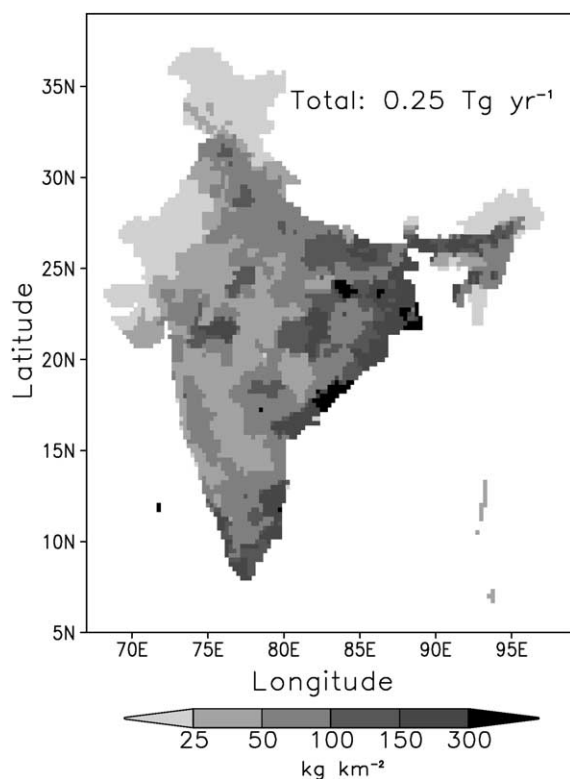 Total: 0.25 Tg yr⁻¹
35N
30N
25N
20N
15N
10N
5N
Latitude
70E 75E 80E 85E 90E 95E
Longitude
25 50 100 150 300
kg km⁻²